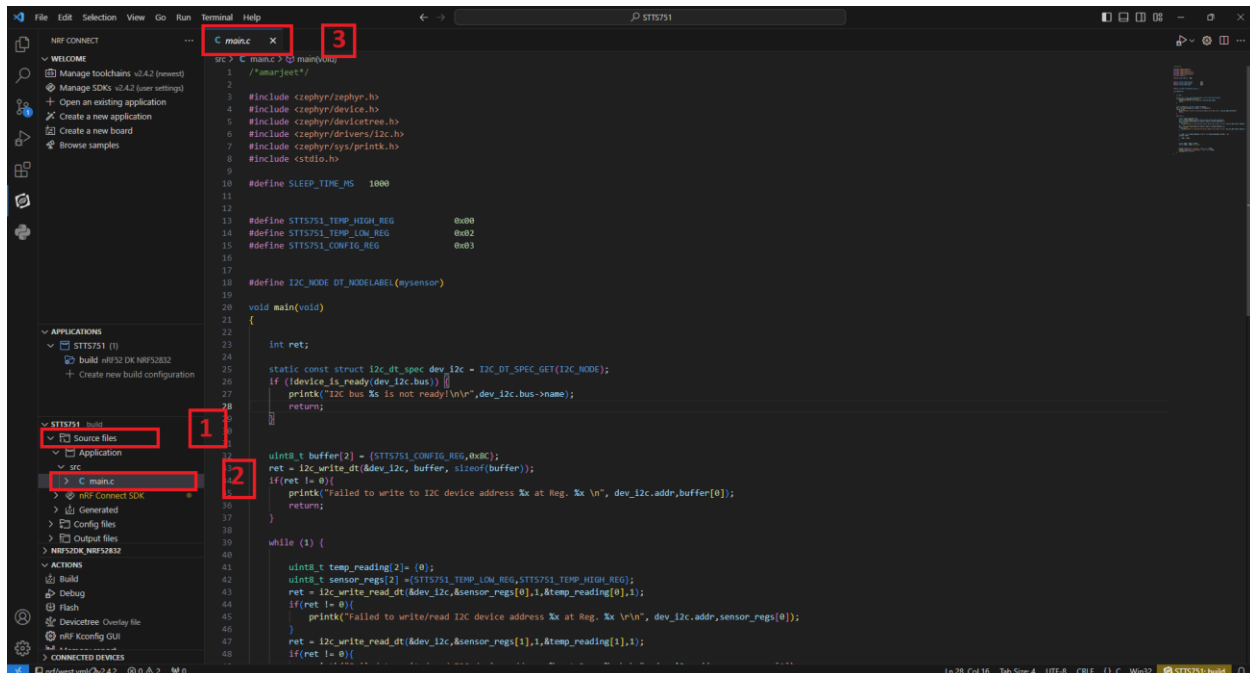 File Edit Selection View Go Run Terminal Help
STTS751
NRF CONNECT
WELCOME
Manage toolchains v2.4.2 (newest)
Manage SDKs v2.4.2 (user settings)
Open an existing application
Create a new application
Create a new board
Browse samples
APPLICATIONS
STTS751 (1)
build nRF52 DK NRF52832
Create new build configuration
STTS751 build
Source files
1
Application
src
C main.c
2
nRF Connect SDK
Generated
Config files
Output files
NRF52DK_NRF52832
ACTIONS
Build
Debug
Flash
Devicetree Overlay file
nRF Kconfig GUI
CONNECTED DEVICES
C main.c
3
src > C main.c > main(void)
1 /*amarjeet*/
2
3 #include <zephyr/zephyr.h>
4 #include <zephyr/device.h>
5 #include <zephyr/devicetree.h>
6 #include <zephyr/drivers/i2c.h>
7 #include <zephyr/sys/printk.h>
8 #include <stdio.h>
9
10 #define SLEEP_TIME_MS 1000
11
12
13 #define STTS751_TEMP_HIGH_REG 0x00
14 #define STTS751_TEMP_LOW_REG 0x02
15 #define STTS751_CONFIG_REG 0x03
16
17
18 #define I2C_NODE DT_NODELABEL(mysensor)
19
20 void main(void)
21 {
22
23 int ret;
24
25 static const struct i2c_dt_spec dev_i2c = I2C_DT_SPEC_GET(I2C_NODE);
26 if (!device_is_ready(dev_i2c.bus)) {
27 printk("I2C bus %s is not ready!\n\r",dev_i2c.bus->name);
28 return;
29 }
30
31
32 uint8_t buffer[2] = {STTS751_CONFIG_REG,0x8C};
33 ret = i2c_write_dt(&dev_i2c, buffer, sizeof(buffer));
34 if(ret != 0){
35 printk("Failed to write to I2C device address %x at Reg. %x \n", dev_i2c.addr,buffer[0]);
36 return;
37 }
38
39 while (1) {
40
41 uint8_t temp_reading[2]= {0};
42 uint8_t sensor_regs[2] ={STTS751_TEMP_LOW_REG,STTS751_TEMP_HIGH_REG};
43 ret = i2c_write_read_dt(&dev_i2c,&sensor_regs[0],1,&temp_reading[0],1);
44 if(ret != 0){
45 printk("Failed to write/read I2C device address %x at Reg. %x \r\n", dev_i2c.addr,sensor_regs[0]);
46 }
47 ret = i2c_write_read_dt(&dev_i2c,&sensor_regs[1],1,&temp_reading[1],1);
48 if(ret != 0){
Ln 28, Col 16 Tab Size: 4 UTF-8 CRLF {} C Win32 STTS751: build